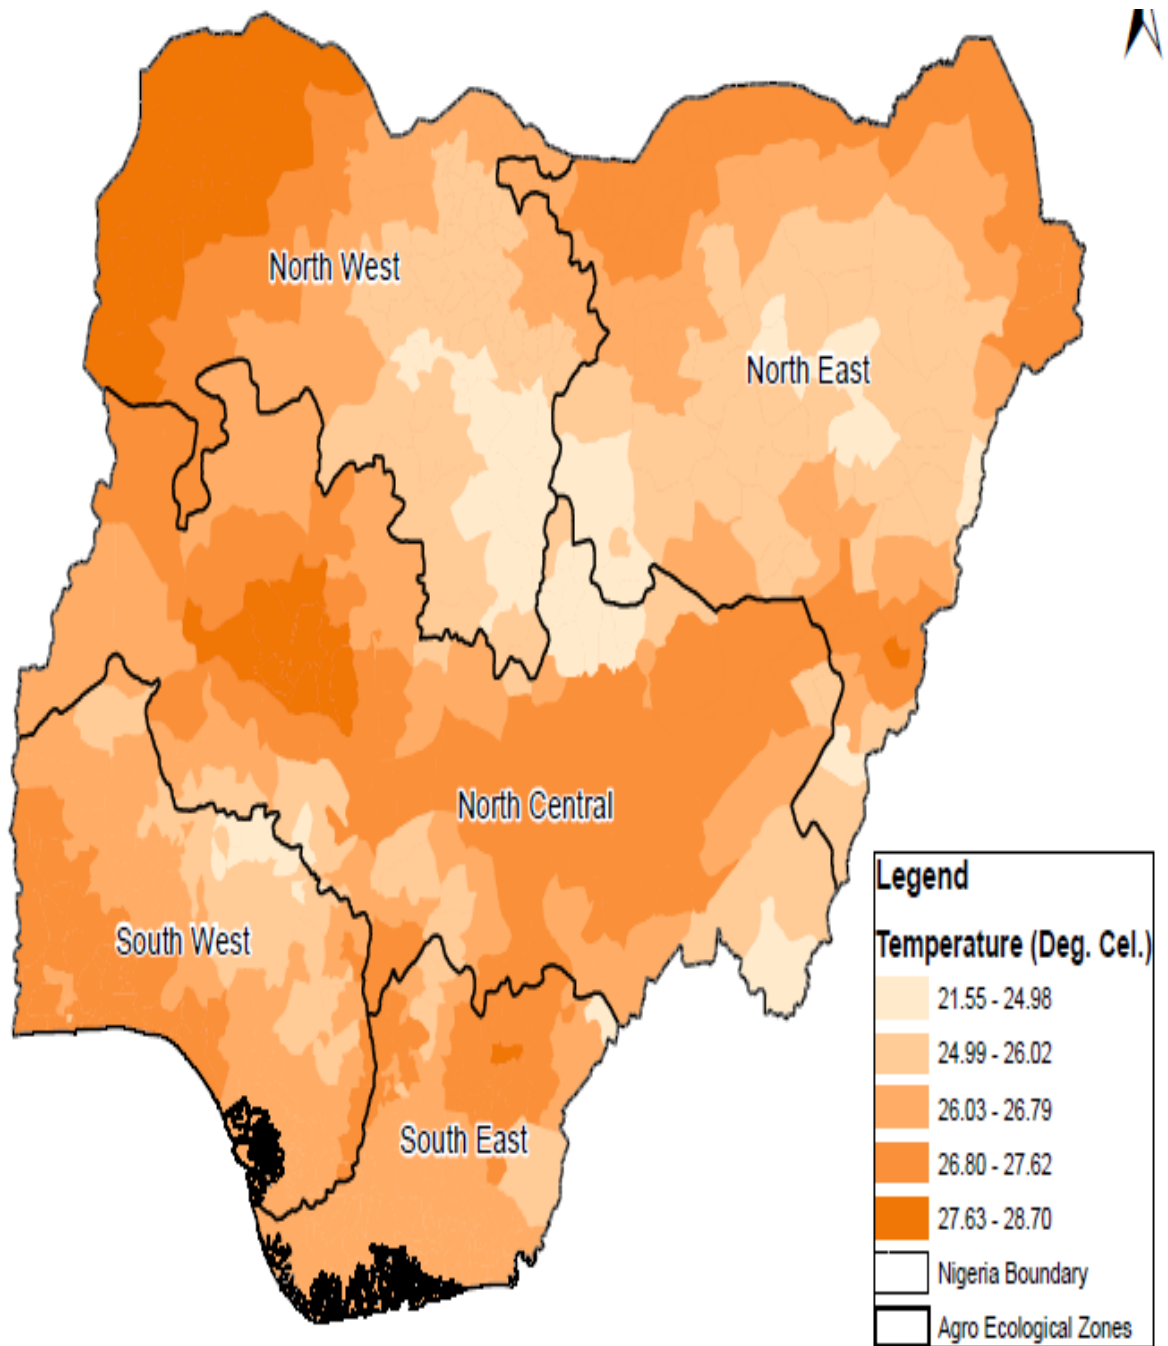 North West
North East
North Central
South West
South East
Legend
Temperature (Deg. Cel.)
21.55 - 24.98
24.99 - 26.02
26.03 - 26.79
26.80 - 27.62
27.63 - 28.70
Nigeria Boundary
Agro Ecological Zones